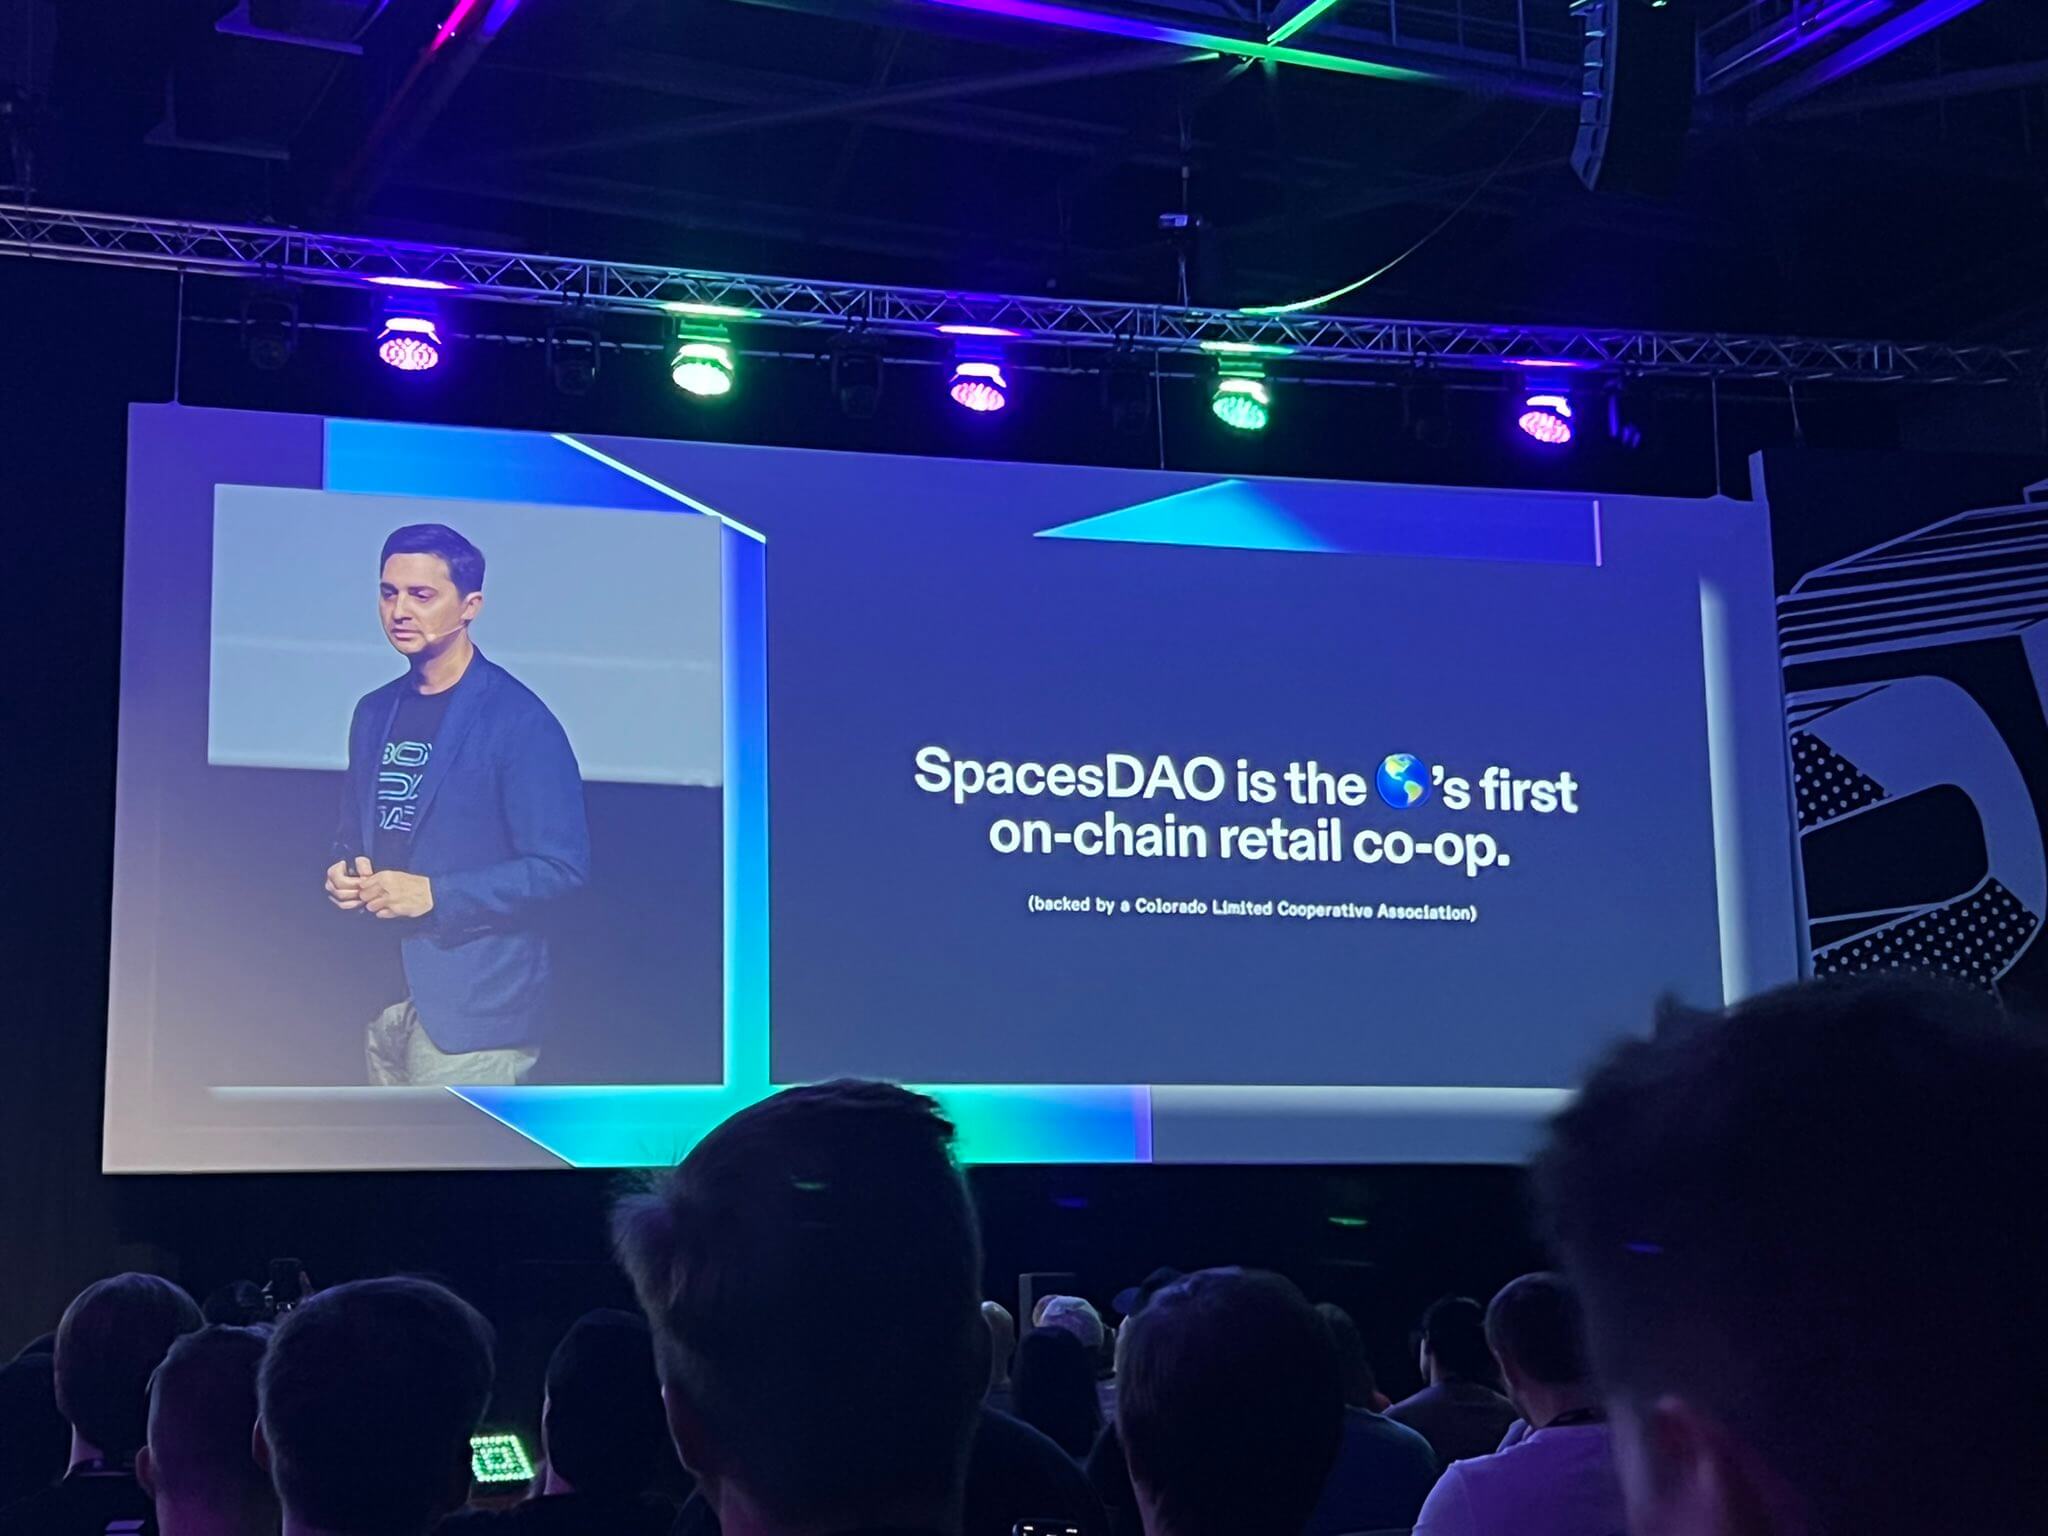 SpacesDAO is the 🌎's first
on-chain retail co-op.
(backed by a Colorado Limited Cooperative Association)